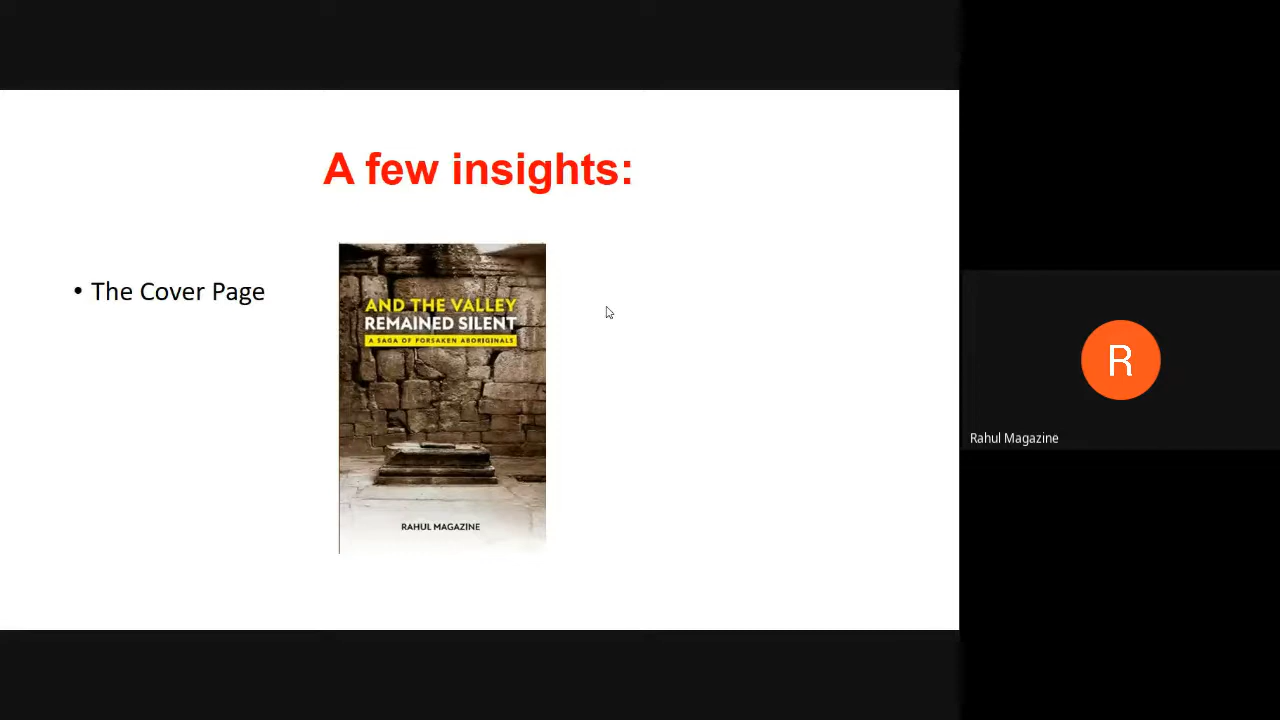 A few insights:
• The Cover Page
AND THE VALLEY
REMAINED SILENT
A SAGA OF FORSAKEN ABORIGINALS
RAHUL MAGAZINE
R
Rahul Magazine